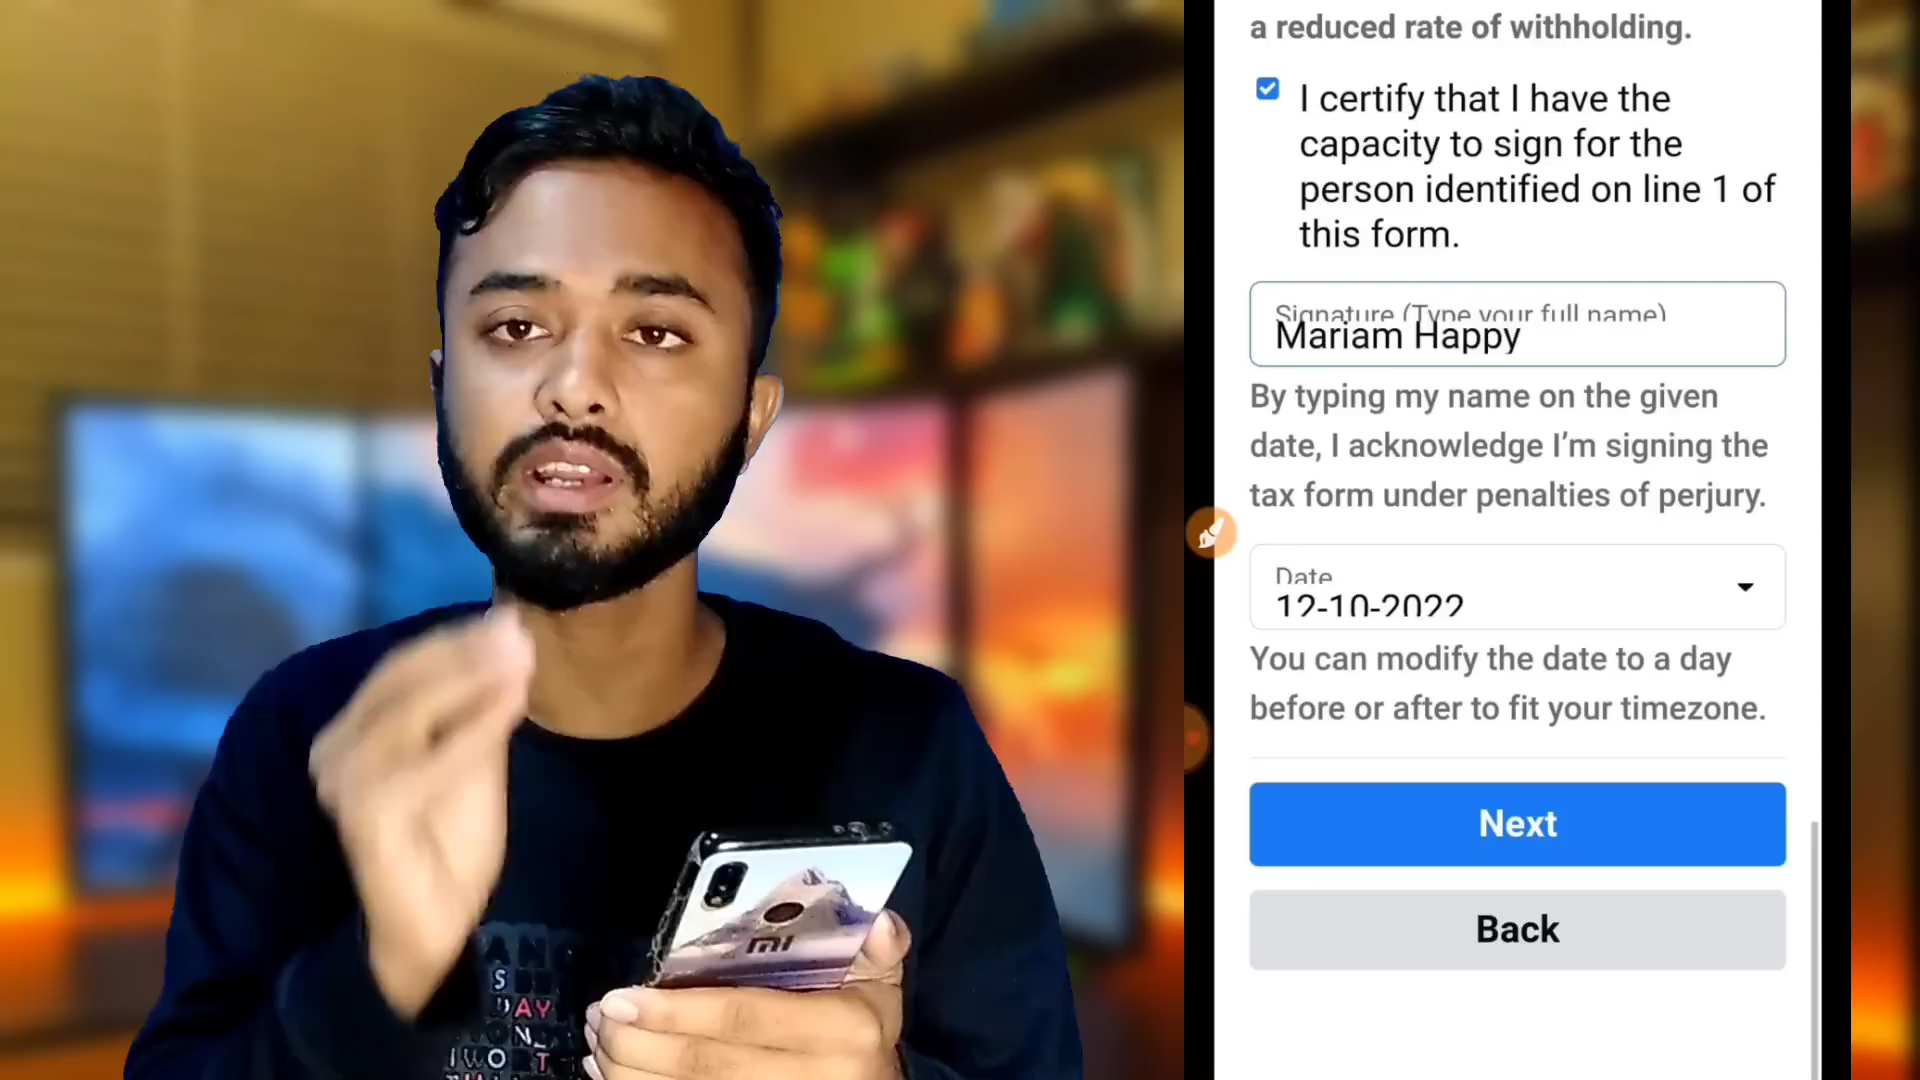 a reduced rate of withholding.
I certify that I have the
capacity to sign for the
person identified on line 1 of
this form.
Signature (Type your full name)
Mariam Happy
By typing my name on the given
date, I acknowledge I’m signing the
tax form under penalties of perjury.
Date
12-10-2022
You can modify the date to a day
before or after to fit your timezone.
Next
Back
mi